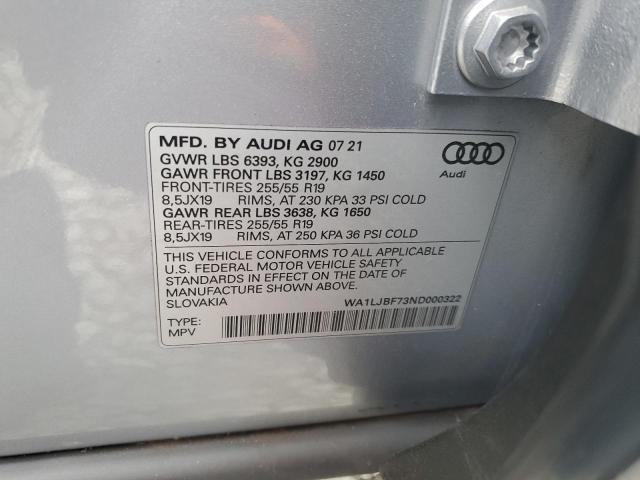 MFD. BY AUDI AG 07 21
GVWR LBS 6393, KG 2900
GAWR FRONT LBS 3197, KG 1450
FRONT-TIRES 255/55 R19
8,5JX19 RIMS, AT 230 KPA 33 PSI COLD
GAWR REAR LBS 3638, KG 1650
REAR-TIRES 255/55 R19
8,5JX19 RIMS, AT 250 KPA 36 PSI COLD
Audi
THIS VEHICLE CONFORMS TO ALL APPLICABLE
U.S. FEDERAL MOTOR VEHICLE SAFETY
STANDARDS IN EFFECT ON THE DATE OF
MANUFACTURE SHOWN ABOVE.
SLOVAKIA
WA1LJBF73ND000322
TYPE:
MPV